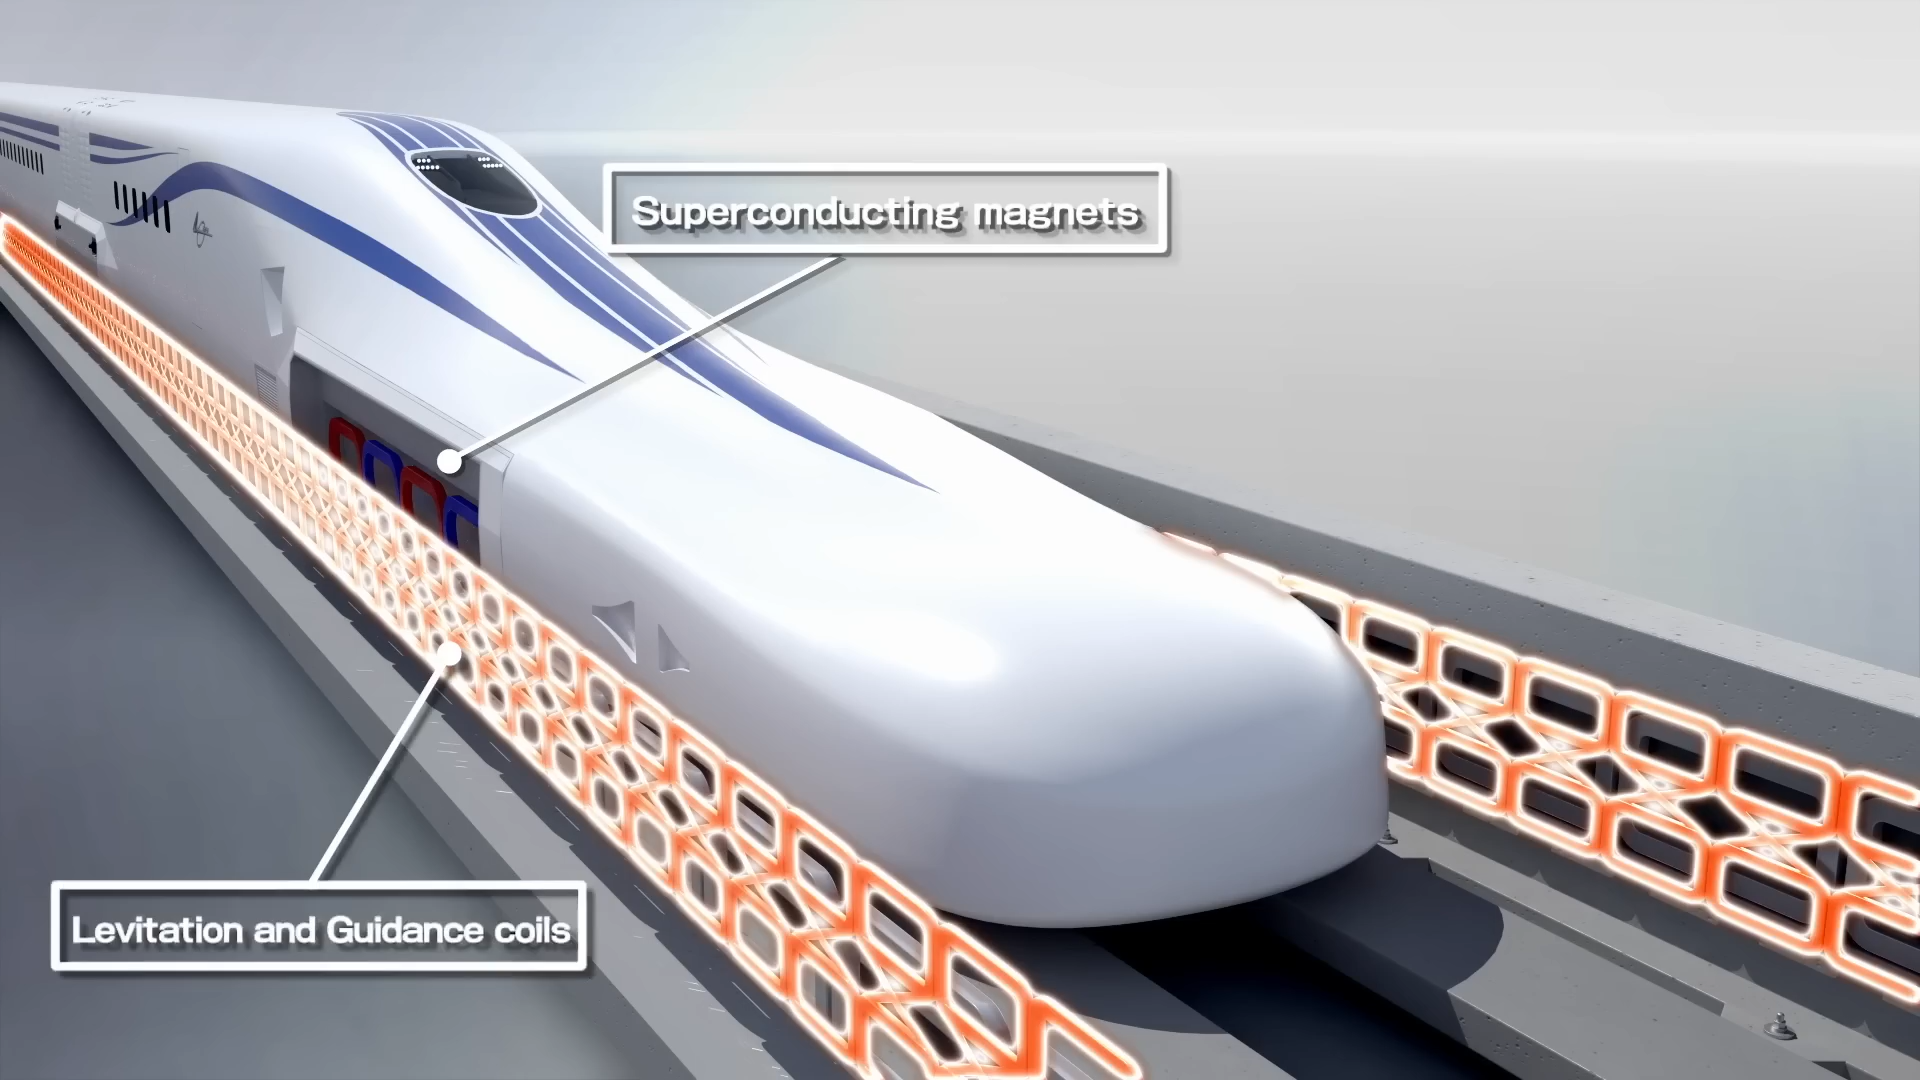 Superconducting magnets
Levitation and Guidance coils